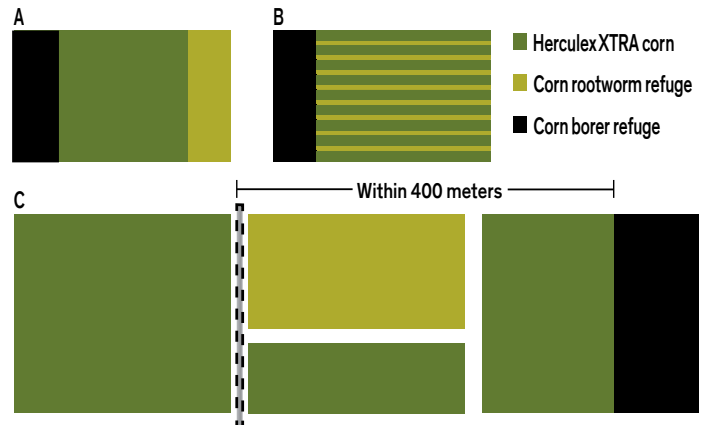 A
B
Herculex XTRA corn
Corn rootworm refuge
Corn borer refuge
C
Within 400 meters